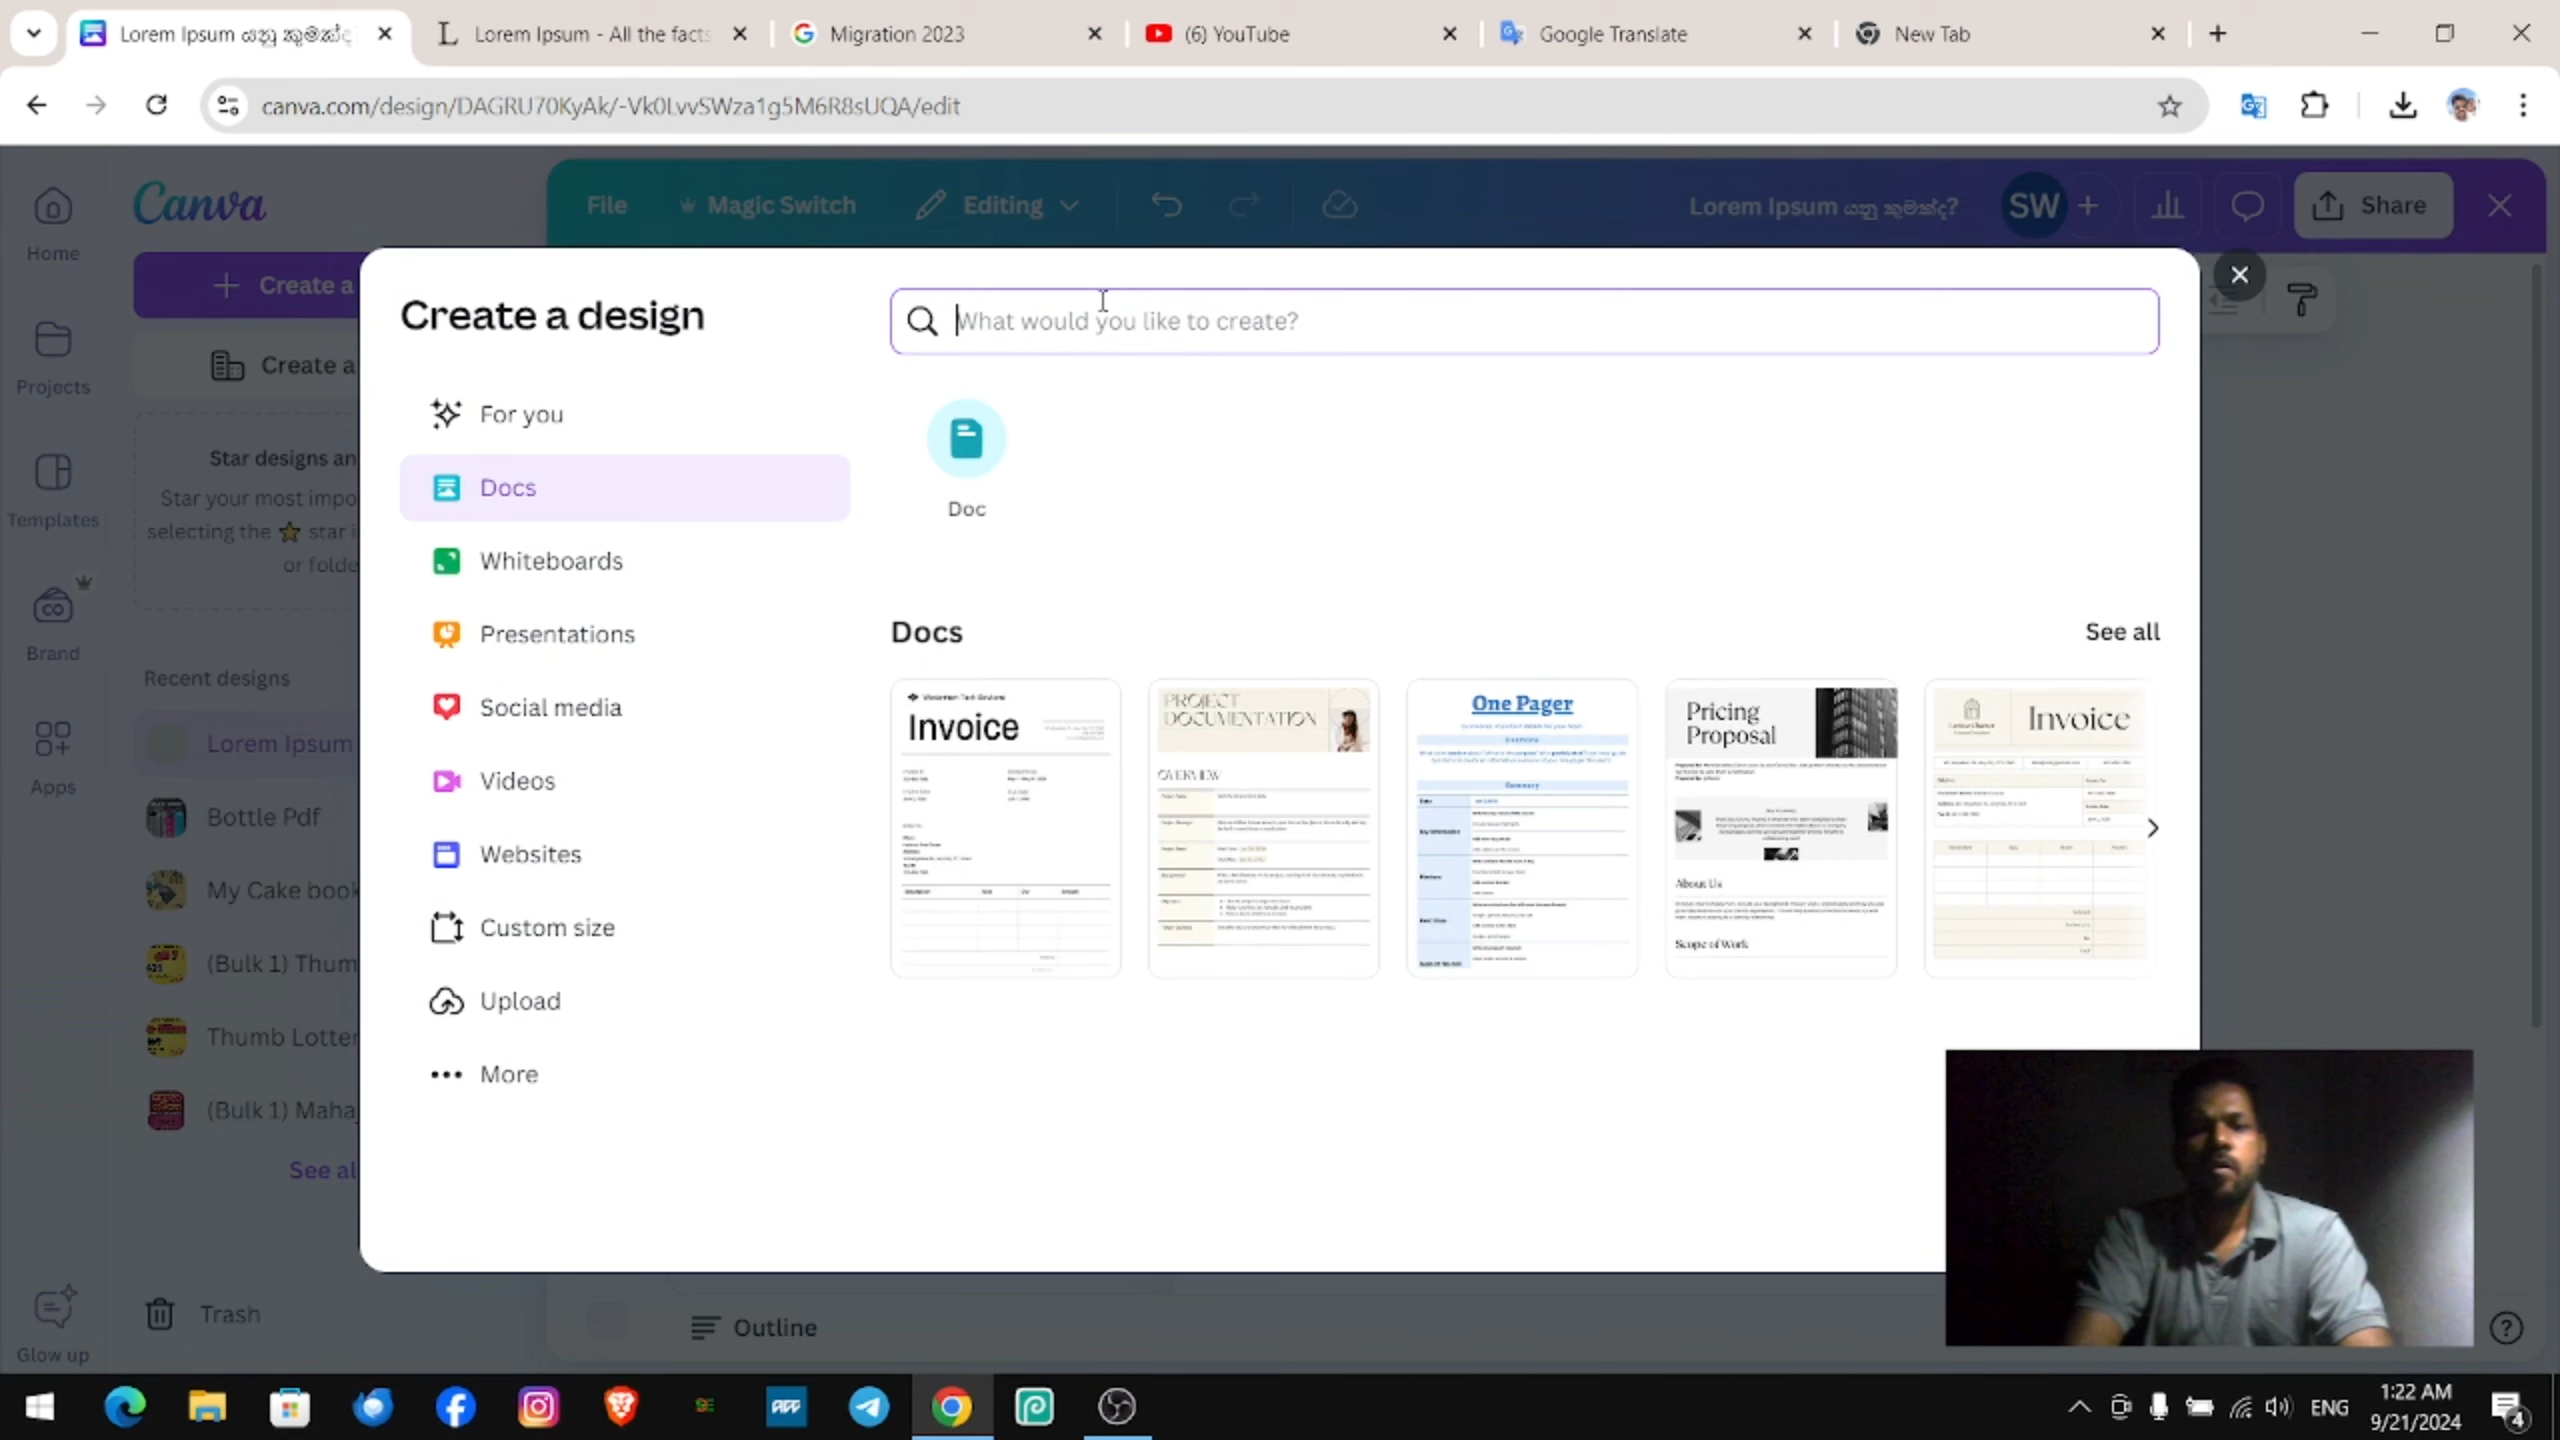 Lorem Ipsum යනු කුමක්ද
Lorem Ipsum - All the facts
Migration 2023
(6) YouTube
Google Translate
New Tab
canva.com/design/DAGRU70KyAk/-Vk0LvvSWza1g5M6R8sUQA/edit
Canva
File
Magic Switch
Editing
Lorem Ipsum යනු කුමක්ද?
SW
Share
Home
Projects
Templates
Brand
Apps
Glow up
Create a
Create a
Star designs an
Star your most impo
selecting the star i
or folde
Recent designs
Lorem Ipsum
Bottle Pdf
My Cake book
(Bulk 1) Thum
Thumb Lotter
(Bulk 1) Maha
See al
Trash
Create a design
What would you like to create?
For you
Docs
Whiteboards
Presentations
Social media
Videos
Websites
Custom size
Upload
More
Doc
Docs
See all
Invoice
PROJECT
DOCUMENTATION
OVERVIEW
One Pager
Summary
Pricing
Proposal
About Us
Scope of Work
Invoice
Outline
ENG
1:22 AM
9/21/2024
4